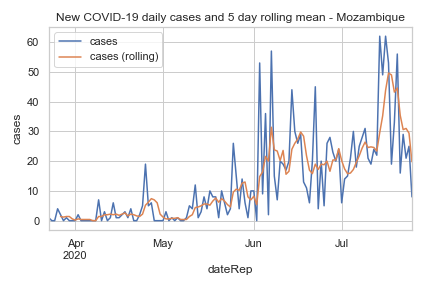 New COVID-19 daily cases and 5 day rolling mean - Mozambique
cases
cases (rolling)
60
50
40
30
20
10
0
cases
Apr
2020
May
Jun
Jul
dateRep